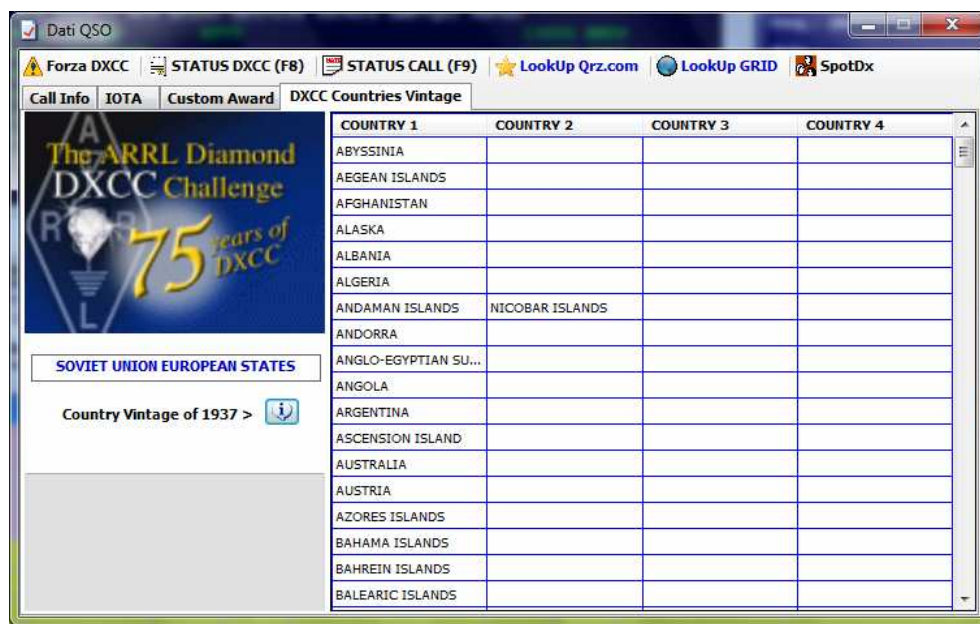 Dati QSO
Forza DXCC STATUS DXCC (F8) STATUS CALL (F9) LookUp Qrz.com LookUp GRID SpotDx
Call Info IOTA Custom Award DXCC Countries Vintage
The ARRL Diamond
DXCC Challenge
75 years of
DXCC
A
R R
L
SOVIET UNION EUROPEAN STATES
Country Vintage of 1937 >
COUNTRY 1 COUNTRY 2 COUNTRY 3 COUNTRY 4
ABYSSINIA
AEGEAN ISLANDS
AFGHANISTAN
ALASKA
ALBANIA
ALGERIA
ANDAMAN ISLANDS NICOBAR ISLANDS
ANDORRA
ANGLO-EGYPTIAN SU...
ANGOLA
ARGENTINA
ASCENSION ISLAND
AUSTRALIA
AUSTRIA
AZORES ISLANDS
BAHAMA ISLANDS
BAHREIN ISLANDS
BALEARIC ISLANDS